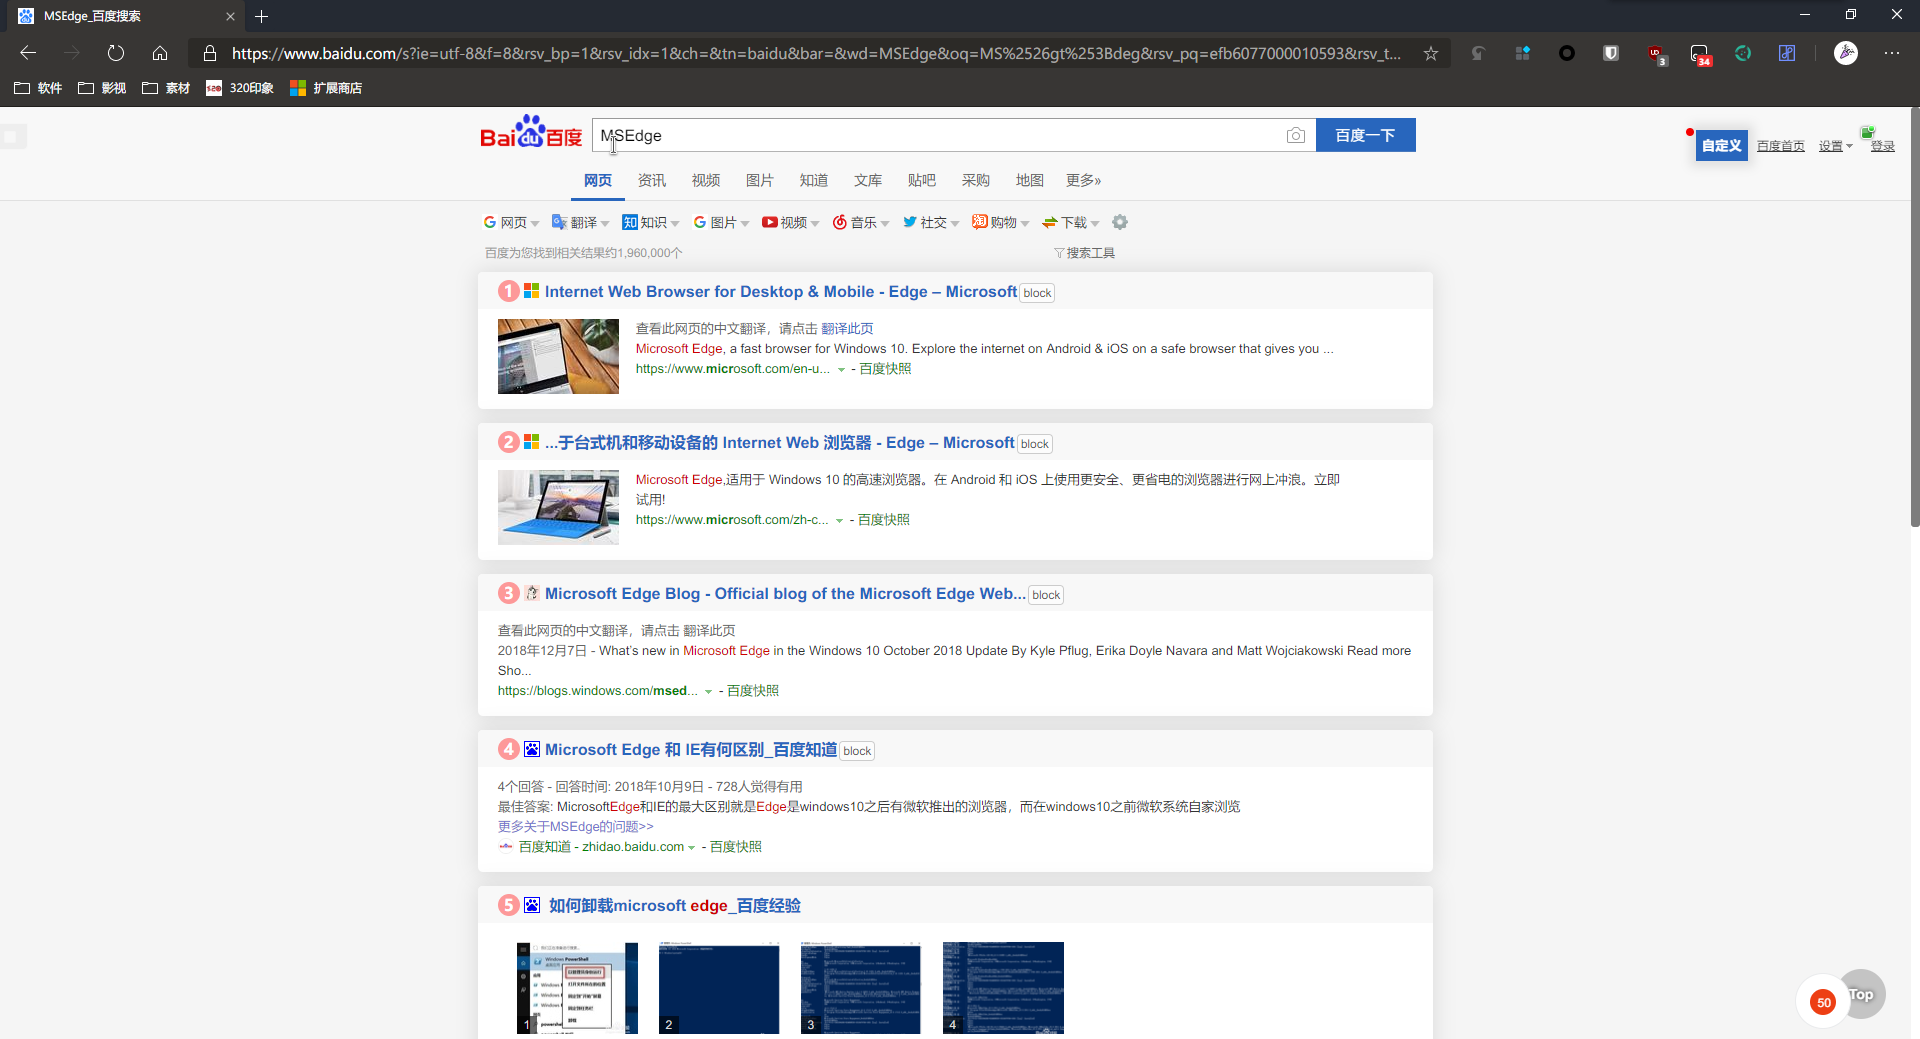 MSEdge_百度搜索
https://www.baidu.com/s?ie=utf-8&f=8&rsv_bp=1&rsv_idx=1&ch=&tn=baidu&bar=&wd=MSEdge&oq=MS%2526gt%253Bdeg&rsv_pq=efb6077000010593&rsv_t...
3
34
软件 影视 素材 320印象 扩展商店
Bai du 百度
MSEdge
百度一下
自定义 百度首页 设置 登录
网页 资讯 视频 图片 知道 文库 贴吧 采购 地图 更多»
网页 翻译 知识 图片 视频 音乐 社交 购物 下载
百度为您找到相关结果约1,960,000个 搜索工具
1 Internet Web Browser for Desktop & Mobile - Edge – Microsoft block
查看此网页的中文翻译，请点击 翻译此页
Microsoft Edge, a fast browser for Windows 10. Explore the internet on Android & iOS on a safe browser that gives you ...
https://www.microsoft.com/en-u... - 百度快照
2 ...于台式机和移动设备的 Internet Web 浏览器 - Edge – Microsoft block
Microsoft Edge,适用于 Windows 10 的高速浏览器。在 Android 和 iOS 上使用更安全、更省电的浏览器进行网上冲浪。立即
试用!
https://www.microsoft.com/zh-c... - 百度快照
3 Microsoft Edge Blog - Official blog of the Microsoft Edge Web... block
查看此网页的中文翻译，请点击 翻译此页
2018年12月7日 - What's new in Microsoft Edge in the Windows 10 October 2018 Update By Kyle Pflug, Erika Doyle Navara and Matt Wojciakowski Read more
Sho...
https://blogs.windows.com/msed... - 百度快照
4 Microsoft Edge 和 IE有何区别_百度知道 block
4个回答 - 回答时间: 2018年10月9日 - 728人觉得有用
最佳答案: MicrosoftEdge和IE的最大区别就是Edge是windows10之后有微软推出的浏览器，而在windows10之前微软系统自家浏览
更多关于MSEdge的问题>>
百度知道 - zhidao.baidu.com - 百度快照
5 如何卸载microsoft edge_百度经验
Windows PowerShell
1
2
3
4
50
Top